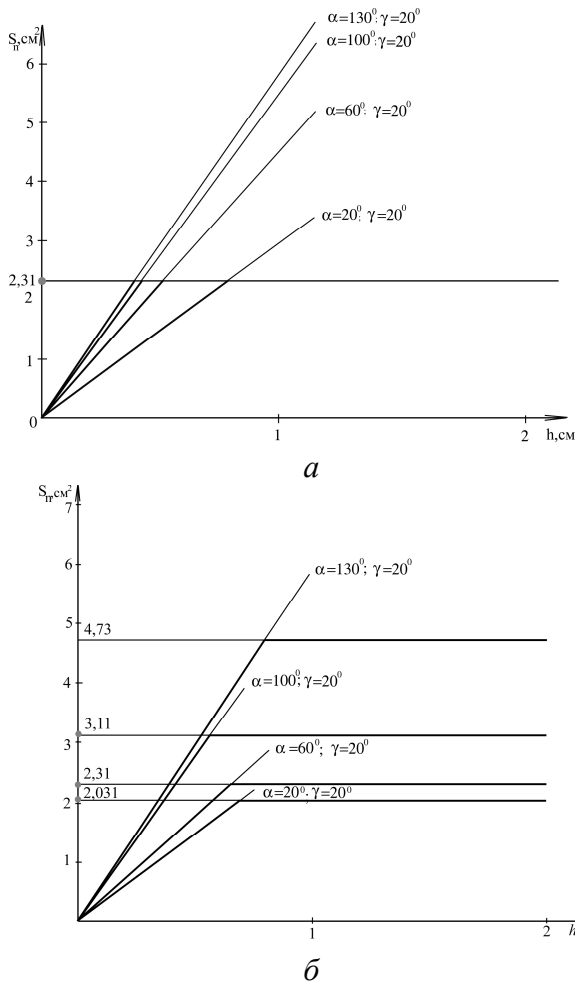 Sп,см²
α=130⁰; γ=20⁰
α=100⁰; γ=20⁰
6
5
α=60⁰; γ=20⁰
4
α=20⁰; γ=20⁰
3
2,31
2
1
0
1
2
h,см
а
Sп,см²
7
6
α=130⁰; γ=20⁰
5
4,73
4
α=100⁰; γ=20⁰
3,11
3
α=60⁰; γ=20⁰
2,31
2,031
α=20⁰; γ=20⁰
2
1
1
2
h
б